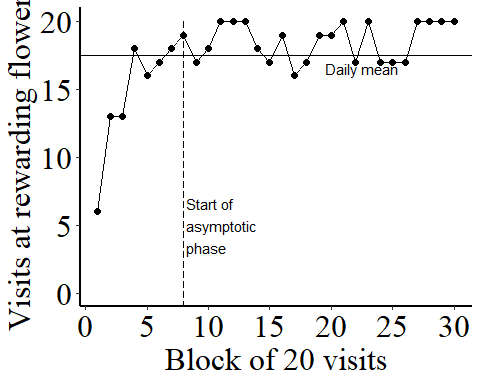 Visits at rewarding flower
20
15
10
5
0
Daily mean
Start of
asymptotic
phase
0 5 10 15 20 25 30
Block of 20 visits